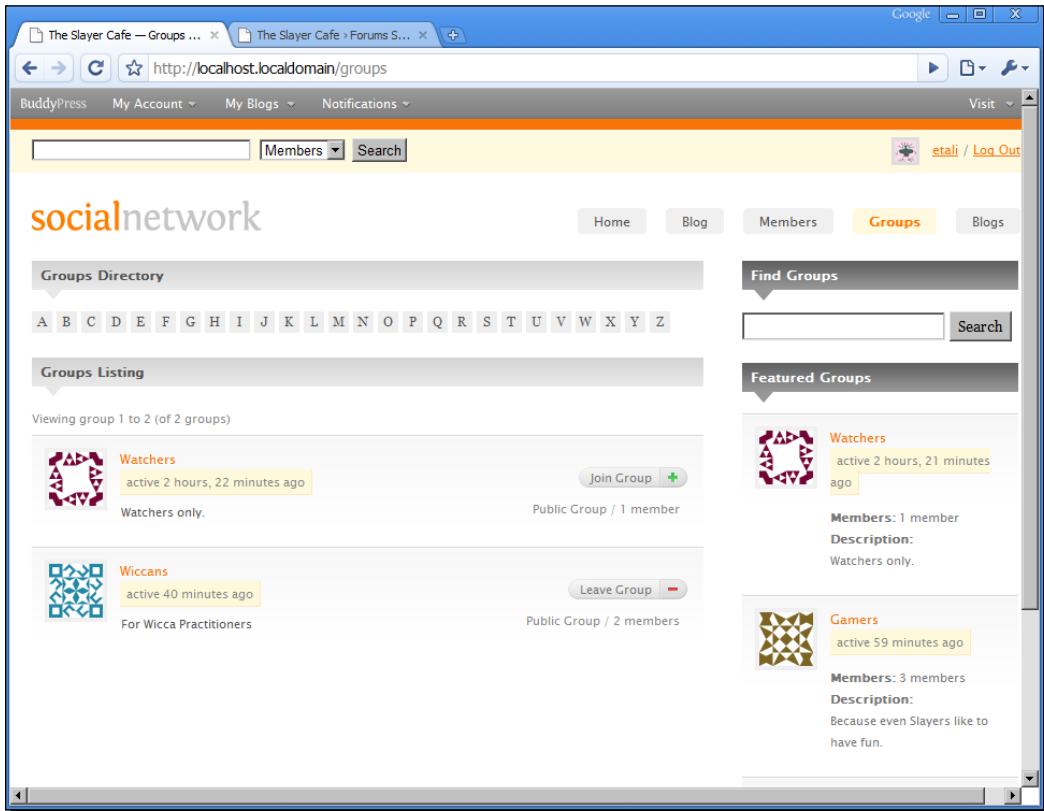 Google
The Slayer Cafe — Groups ...
The Slayer Cafe › Forums S...
http://localhost.localdomain/groups
BuddyPress My Account My Blogs Notifications Visit
Members Search etali / Log Out
socialnetwork
Home Blog Members Groups Blogs
Groups Directory
A B C D E F G H I J K L M N O P Q R S T U V W X Y Z
Groups Listing
Viewing group 1 to 2 (of 2 groups)
Watchers
active 2 hours, 22 minutes ago
Watchers only.
Join Group
Public Group / 1 member
Wiccans
active 40 minutes ago
For Wicca Practitioners
Leave Group
Public Group / 2 members
Find Groups
Search
Featured Groups
Watchers
active 2 hours, 21 minutes
ago
Members: 1 member
Description:
Watchers only.
Gamers
active 59 minutes ago
Members: 3 members
Description:
Because even Slayers like to
have fun.